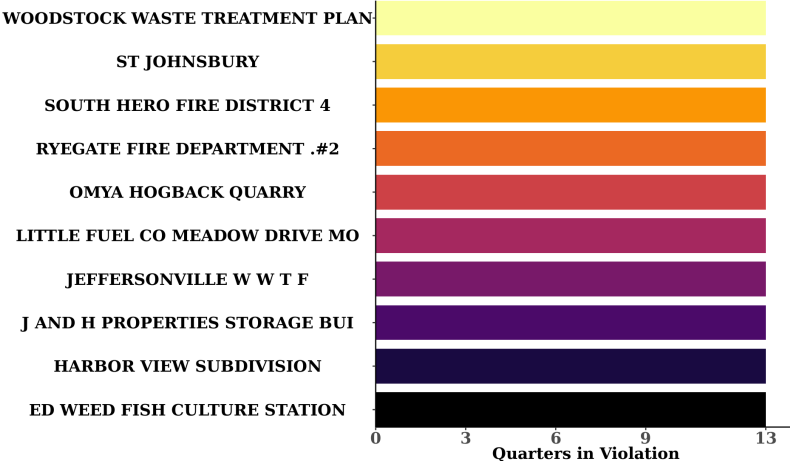 WOODSTOCK WASTE TREATMENT PLAN
ST JOHNSBURY
SOUTH HERO FIRE DISTRICT 4
RYEGATE FIRE DEPARTMENT .#2
OMYA HOGBACK QUARRY
LITTLE FUEL CO MEADOW DRIVE MO
JEFFERSONVILLE W W T F
J AND H PROPERTIES STORAGE BUI
HARBOR VIEW SUBDIVISION
ED WEED FISH CULTURE STATION
0 3 6 9 13
Quarters in Violation